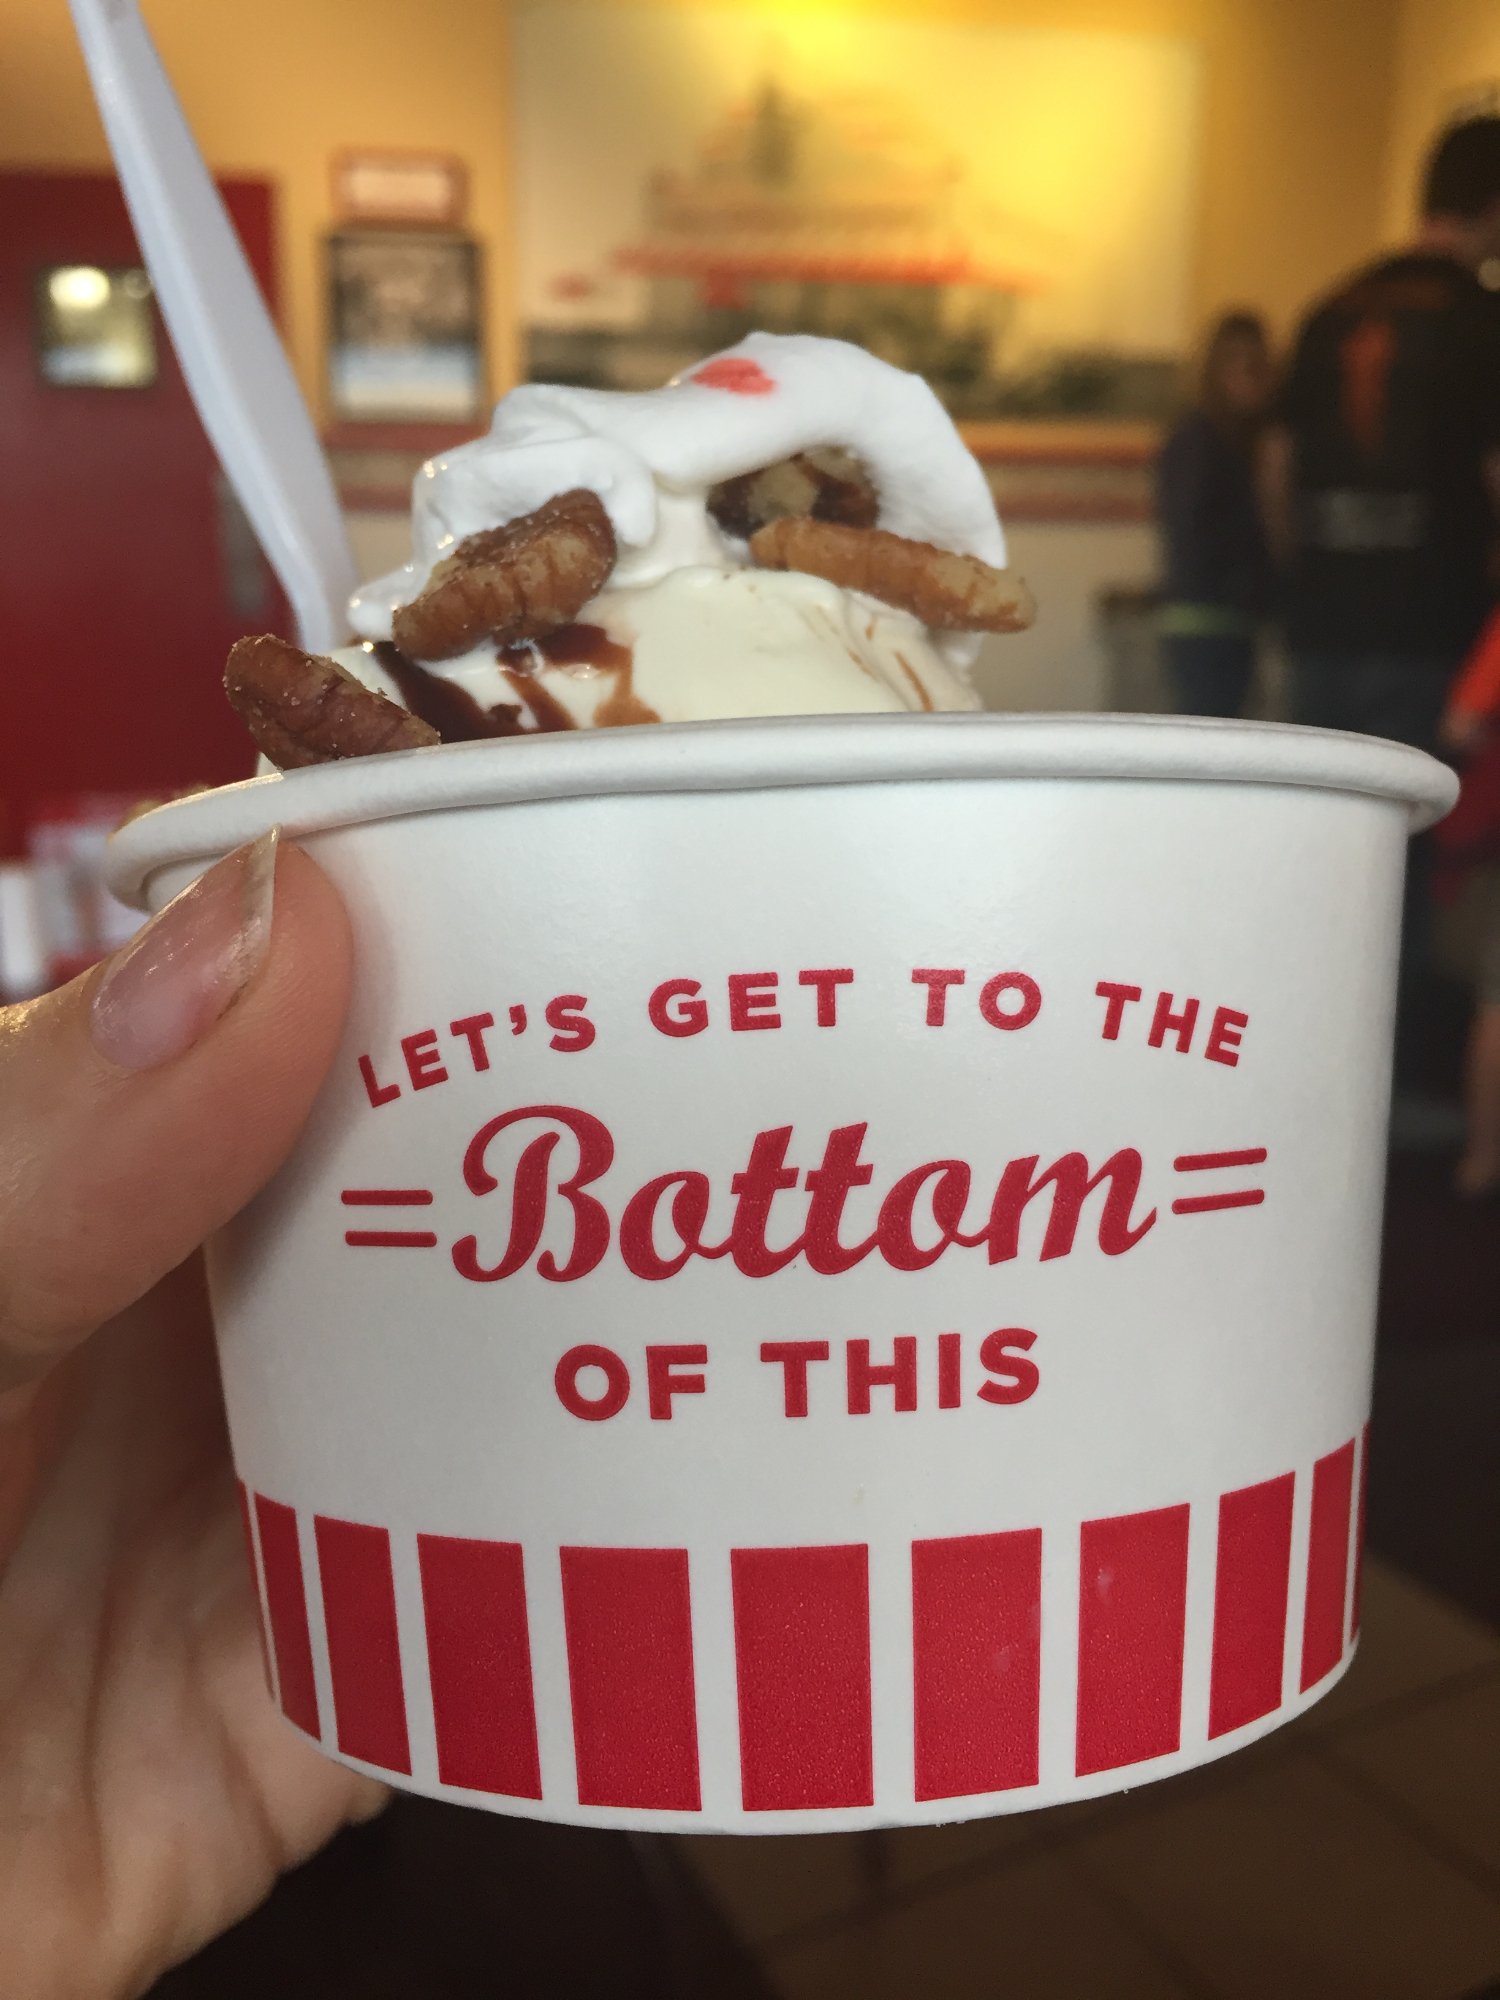 LET'S GET TO THE
Bottom
OF THIS